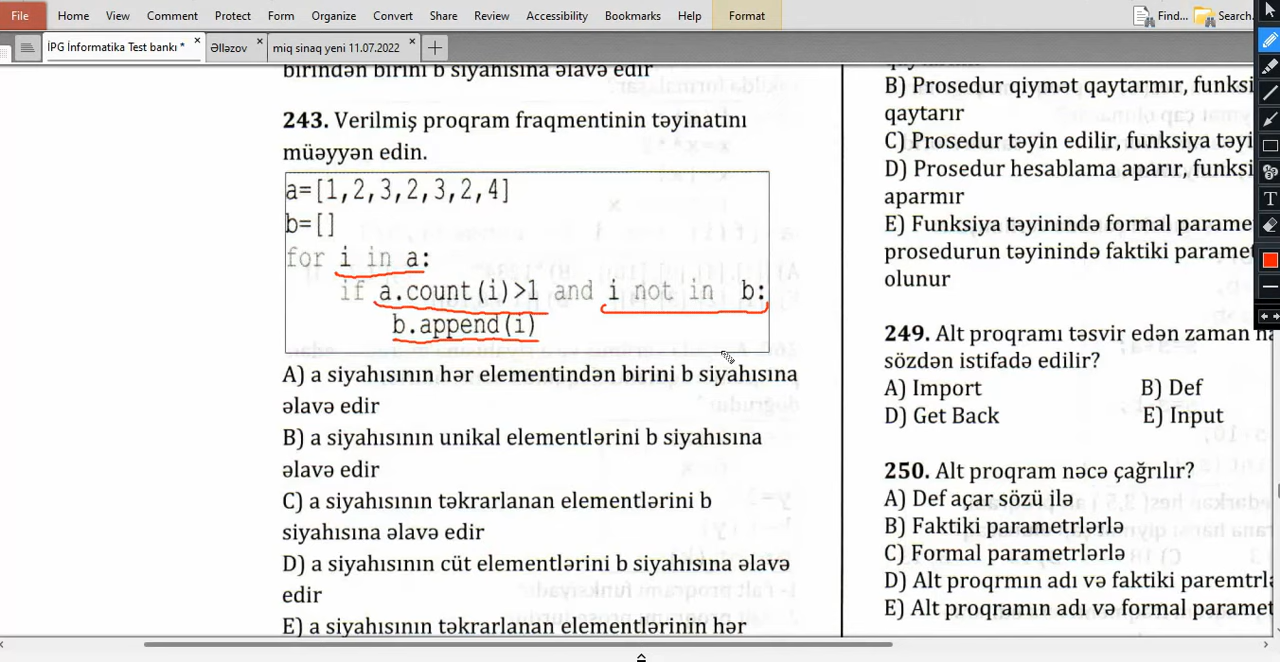 File Home View Comment Protect Form Organize Convert Share Review Accessibility Bookmarks Help Format Find... Search.
İPG İnformatika Test bankı * Əlləzov miq sınaq yeni 11.07.2022
birindən birini b siyahısına əlavə edir
243. Verilmiş proqram fraqmentinin təyinatını
müəyyən edin.
a=[1,2,3,2,3,2,4]
b=[]
for i in a:
if a.count(i)>1 and i not in b:
b.append(i)
A) a siyahısının hər elementindən birini b siyahısına
əlavə edir
B) a siyahısının unikal elementlərini b siyahısına
əlavə edir
C) a siyahısının təkrarlanan elementlərini b
siyahısına əlavə edir
D) a siyahısının cüt elementlərini b siyahısına əlavə
edir
E) a siyahısının təkrarlanan elementlərinin hər
B) Prosedur qiymət qaytarmır, funksi
qaytarır
C) Prosedur təyin edilir, funksiya təyi
D) Prosedur hesablama aparır, funksi
aparmır
E) Funksiya təyinində formal parame
prosedurun təyinində faktiki paramet
olunur
249. Alt proqramı təsvir edən zaman ha
sözdən istifadə edilir?
A) Import B) Def
D) Get Back E) Input
250. Alt proqram nəcə çağrılır?
A) Def açar sözü ilə
B) Faktiki parametrlərlə
C) Formal parametrlərlə
D) Alt proqrmın adı və faktiki paremtrlə
E) Alt proqramın adı və formal paramet